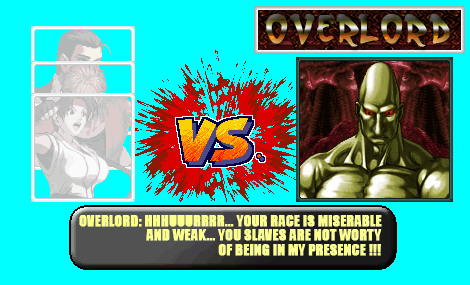 OVERLORD
VS.
OVERLORD: HHHUUURRRR... YOUR RACE IS MISERABLE
AND WEAK... YOU SLAVES ARE NOT WORTY
OF BEING IN MY PRESENCE !!!